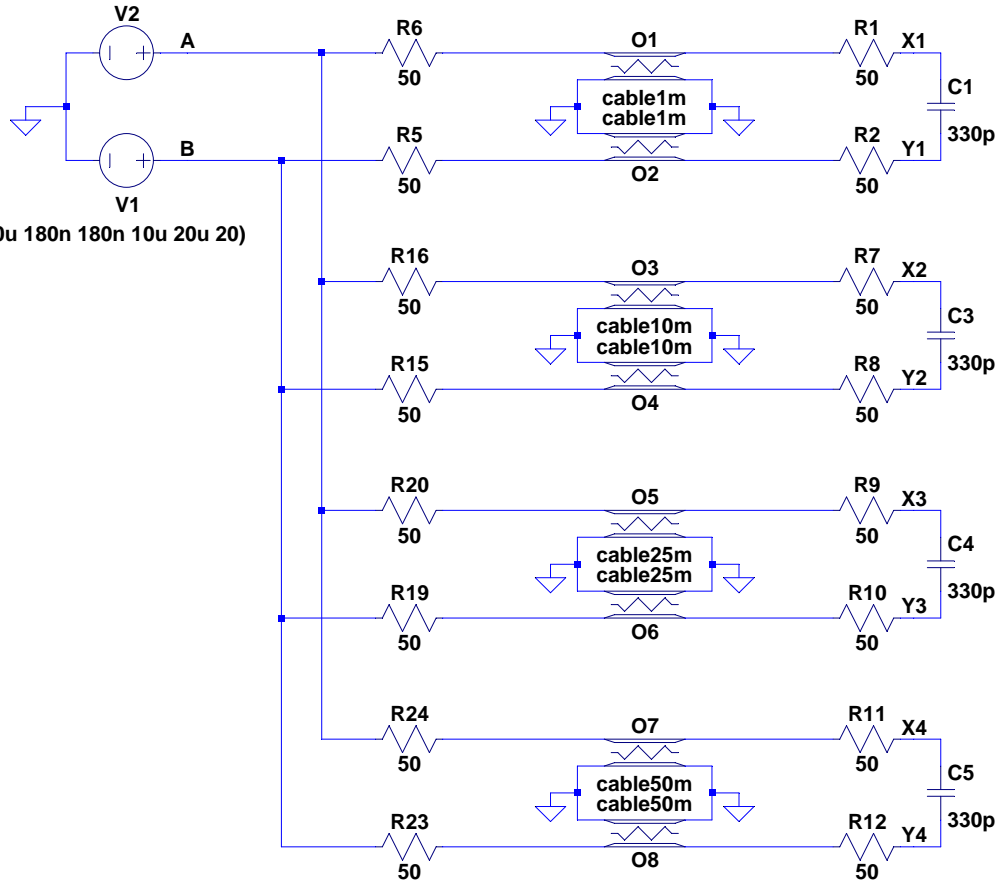 V2
A
B
V1
0u 180n 180n 10u 20u 20)
R6
50
O1
R1
50
X1
C1
330p
cable1m
cable1m
R5
50
O2
R2
50
Y1
R16
50
O3
R7
50
X2
C3
330p
cable10m
cable10m
R15
50
O4
R8
50
Y2
R20
50
O5
R9
50
X3
C4
330p
cable25m
cable25m
R19
50
O6
R10
50
Y3
R24
50
O7
R11
50
X4
C5
330p
cable50m
cable50m
R23
50
O8
R12
50
Y4